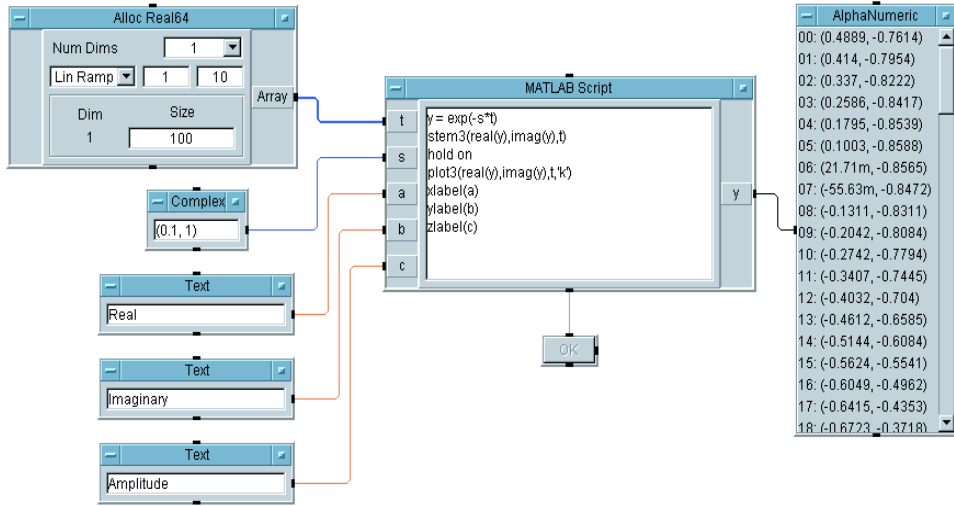 Alloc Real64
Num Dims 1
Lin Ramp 1 10
Array
Dim Size
1 100
Complex
(0.1, 1)
Text
Real
Text
Imaginary
Text
Amplitude
MATLAB Script
t
s
a
b
c
y = exp(-s*t)
stem3(real(y),imag(y),t)
hold on
plot3(real(y),imag(y),t,'k')
xlabel(a)
ylabel(b)
zlabel(c)
y
OK
AlphaNumeric
00: (0.4889, -0.7614)
01: (0.414, -0.7954)
02: (0.337, -0.8222)
03: (0.2586, -0.8417)
04: (0.1795, -0.8539)
05: (0.1003, -0.8588)
06: (21.71m, -0.8565)
07: (-55.63m, -0.8472)
08: (-0.1311, -0.8311)
09: (-0.2042, -0.8084)
10: (-0.2742, -0.7794)
11: (-0.3407, -0.7445)
12: (-0.4032, -0.704)
13: (-0.4612, -0.6585)
14: (-0.5144, -0.6084)
15: (-0.5624, -0.5541)
16: (-0.6049, -0.4962)
17: (-0.6415, -0.4353)
18: (-0.6723, -0.3718)